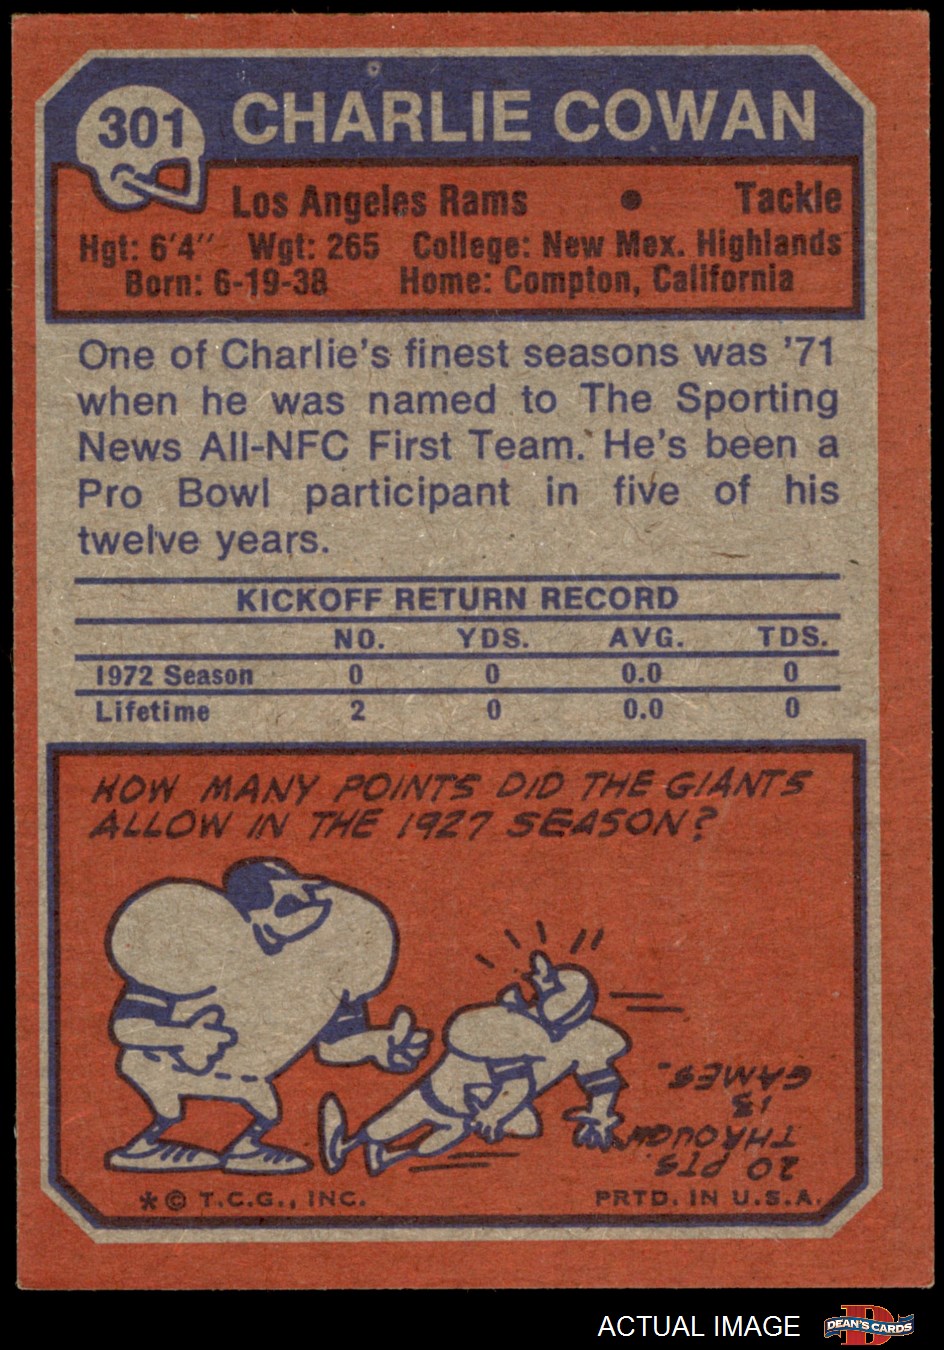 301
CHARLIE COWAN
Los Angeles Rams • Tackle
Hgt: 6'4" Wgt: 265 College: New Mex. Highlands
Born: 6-19-38 Home: Compton, California
One of Charlie's finest seasons was '71
when he was named to The Sporting
News All-NFC First Team. He's been a
Pro Bowl participant in five of his
twelve years.
KICKOFF RETURN RECORD
NO. YDS. AVG. TDS.
1972 Season 0 0 0.0 0
Lifetime 2 0 0.0 0
HOW MANY POINTS DID THE GIANTS
ALLOW IN THE 1927 SEASON?
20 PTS.
THROUGH
13
GAMES.
* © T.C.G., INC. PRTD. IN U.S.A.
ACTUAL IMAGE
DEAN'S CARDS